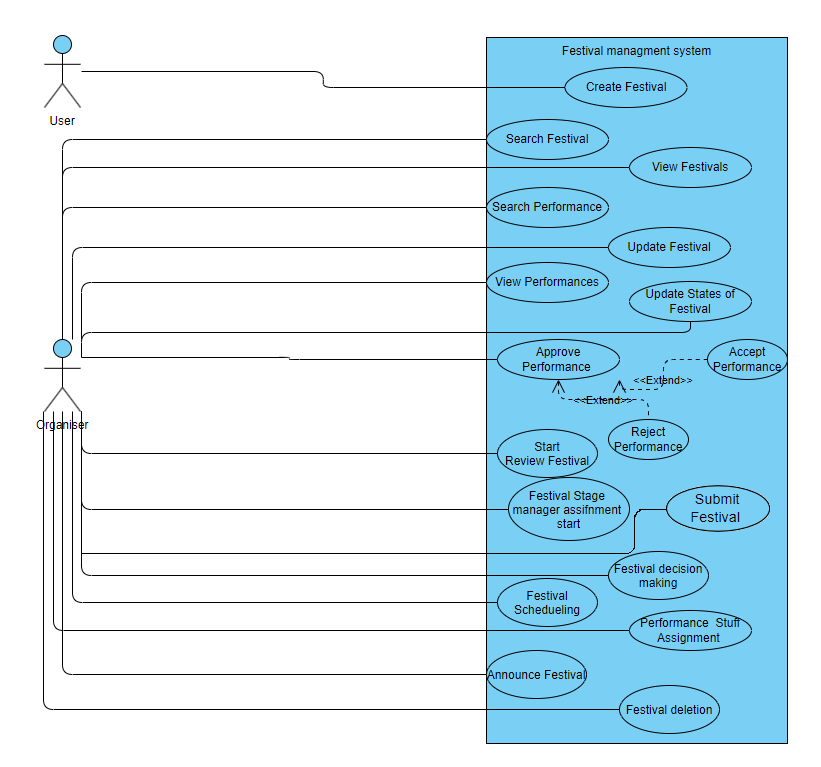 Festival managment system
Create Festival
User
Search Festival
View Festivals
Search Performance
Update Festival
View Performances
Update States of
Festival
Approve
Performance
Accept
Performance
<<Extend>>
<<Extend>>
Organiser
Reject
Performance
Start
Review Festival
Festival Stage
manager assifnment
start
Submit
Festival
Festival decision
making
Festival
Schedueling
Performance Stuff
Assignment
Announce Festival
Festival deletion